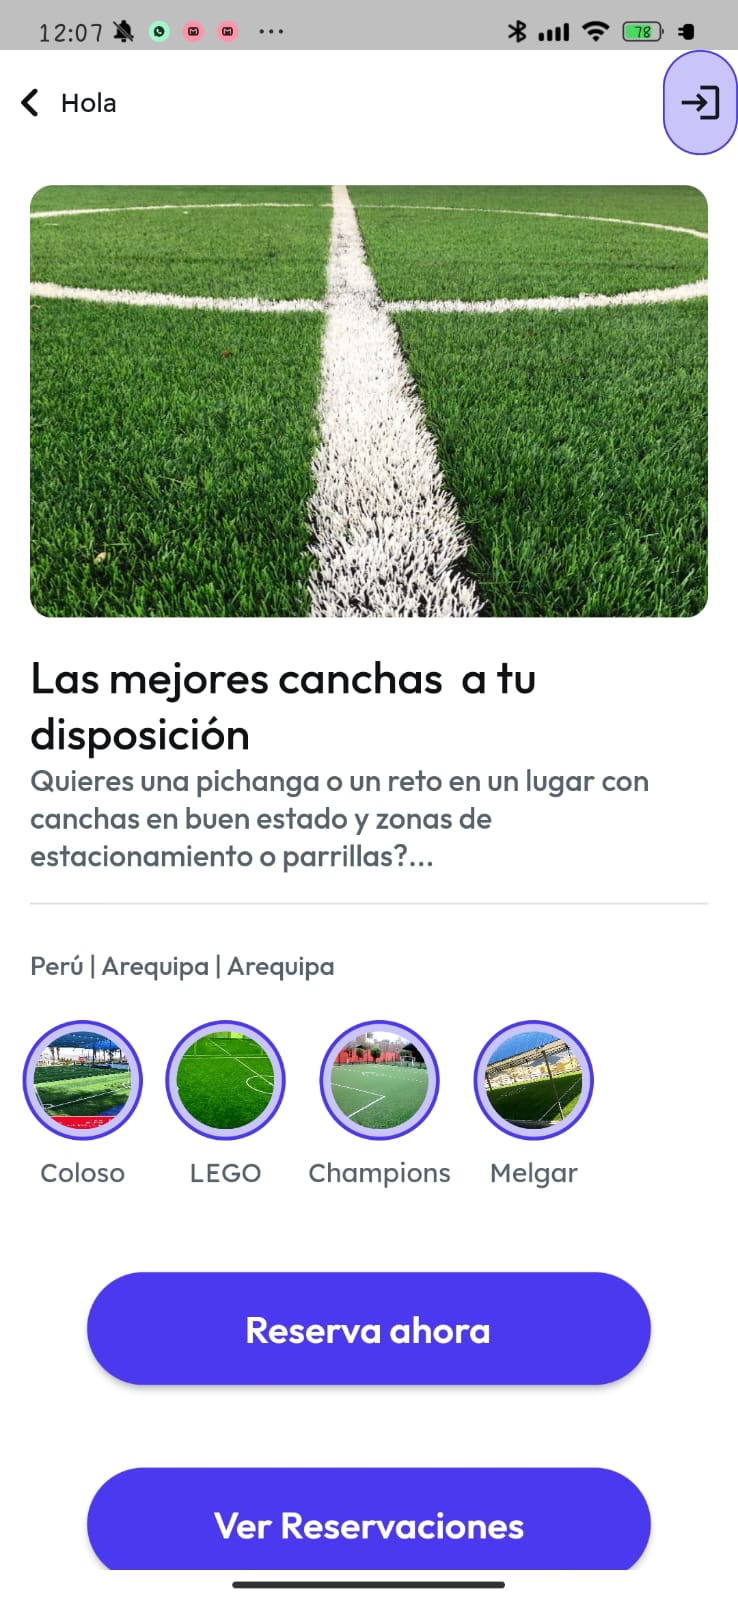 12:07
78
Hola
Las mejores canchas  a tu
disposición
Quieres una pichanga o un reto en un lugar con
canchas en buen estado y zonas de
estacionamiento o parrillas?...
Perú | Arequipa | Arequipa
Coloso LEGO Champions Melgar
Reserva ahora
Ver Reservaciones